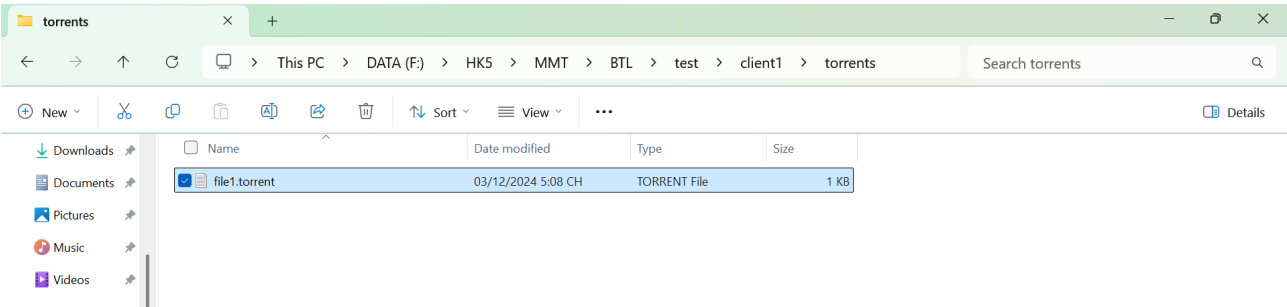 torrents
This PC > DATA (F:) > HK5 > MMT > BTL > test > client1 > torrents
Search torrents
New
Sort
View
Details
Downloads
Documents
Pictures
Music
Videos
Name Date modified Type Size
file1.torrent 03/12/2024 5:08 CH TORRENT File 1 KB